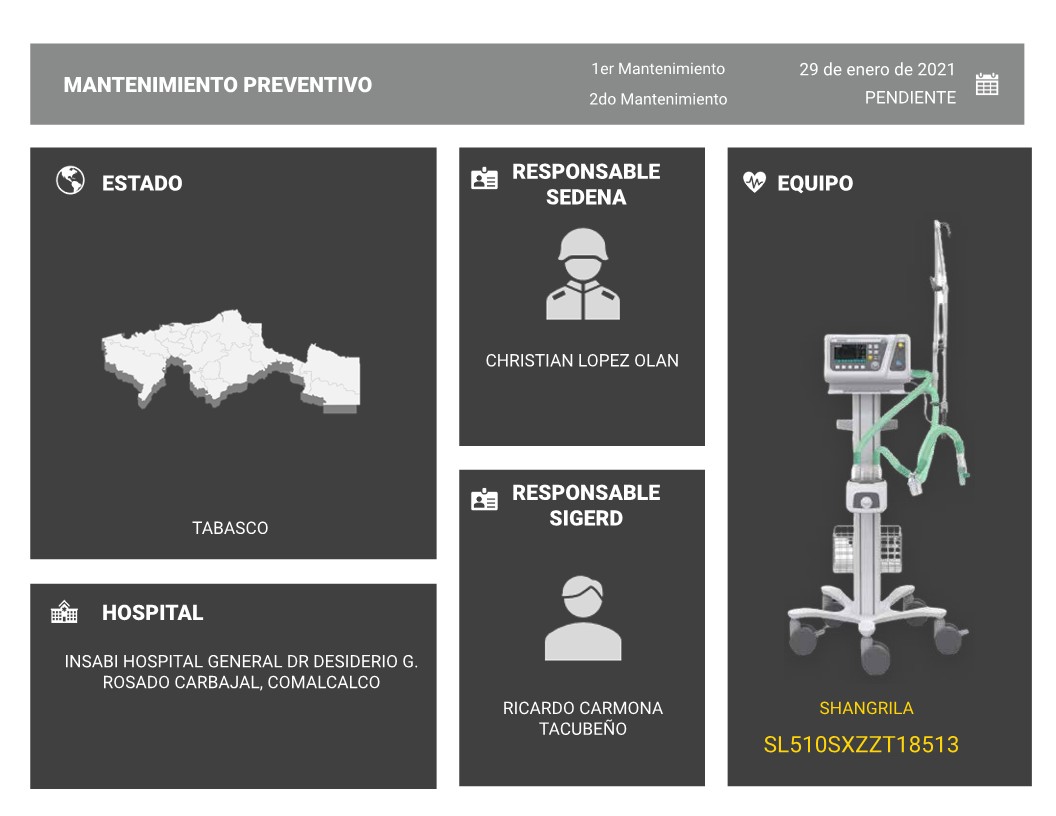 MANTENIMIENTO PREVENTIVO
1er Mantenimiento
29 de enero de 2021
2do Mantenimiento
PENDIENTE
ESTADO
TABASCO
HOSPITAL
INSABI HOSPITAL GENERAL DR DESIDERIO G.
ROSADO CARBAJAL, COMALCALCO
RESPONSABLE
SEDENA
CHRISTIAN LOPEZ OLAN
RESPONSABLE
SIGERD
RICARDO CARMONA
TACUBEÑO
EQUIPO
SHANGRILA
SL510SXZZT18513